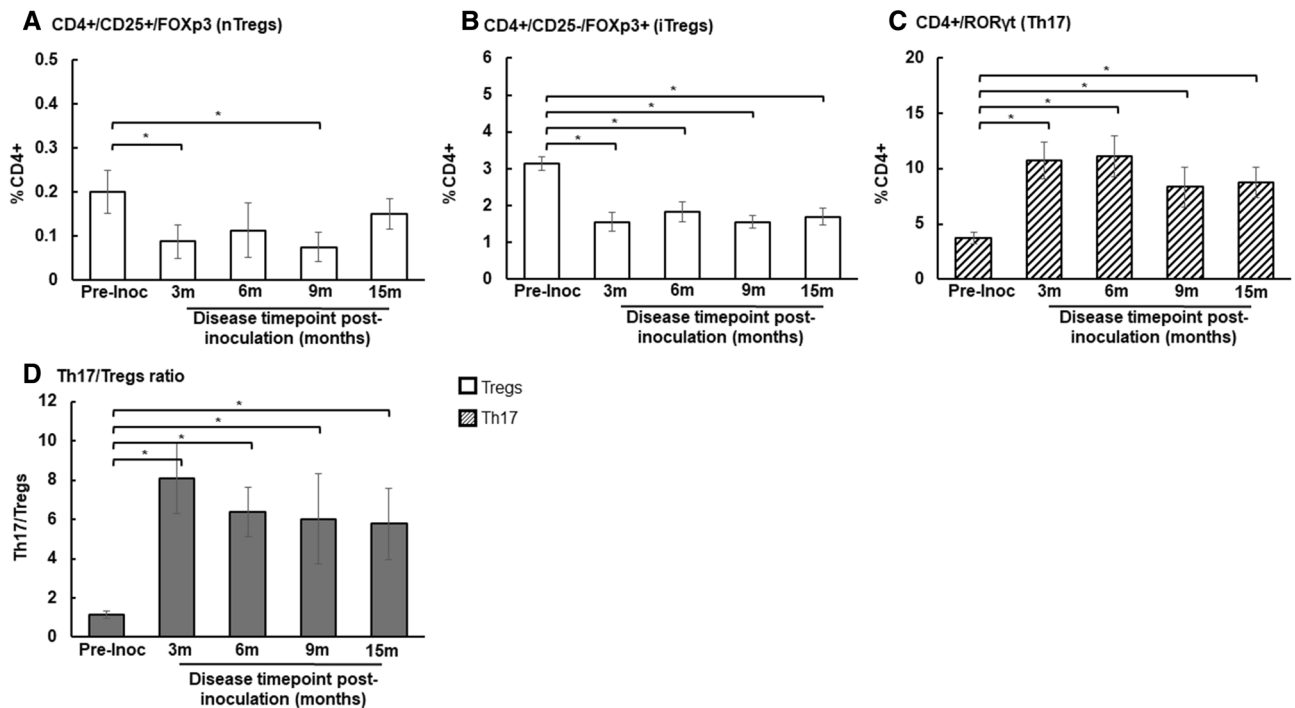 A CD4+/CD25+/FOXp3 (nTregs)
0.5
0.4
0.3
0.2
0.1
0
%CD4+
* *
Pre-Inoc 3m 6m 9m 15m
Disease timepoint post-
inoculation (months)
B CD4+/CD25-/FOXp3+ (iTregs)
6
5
4
3
2
1
0
%CD4+
* * * *
Pre-Inoc 3m 6m 9m 15m
Disease timepoint post-
inoculation (months)
C CD4+/RORγt (Th17)
20
15
10
5
0
%CD4+
* * * *
Pre-Inoc 3m 6m 9m 15m
Disease timepoint post-
inoculation (months)
D Th17/Tregs ratio
12
10
8
6
4
2
0
Th17/Tregs
* * * *
Pre-Inoc 3m 6m 9m 15m
Disease timepoint post-
inoculation (months)
Tregs
Th17